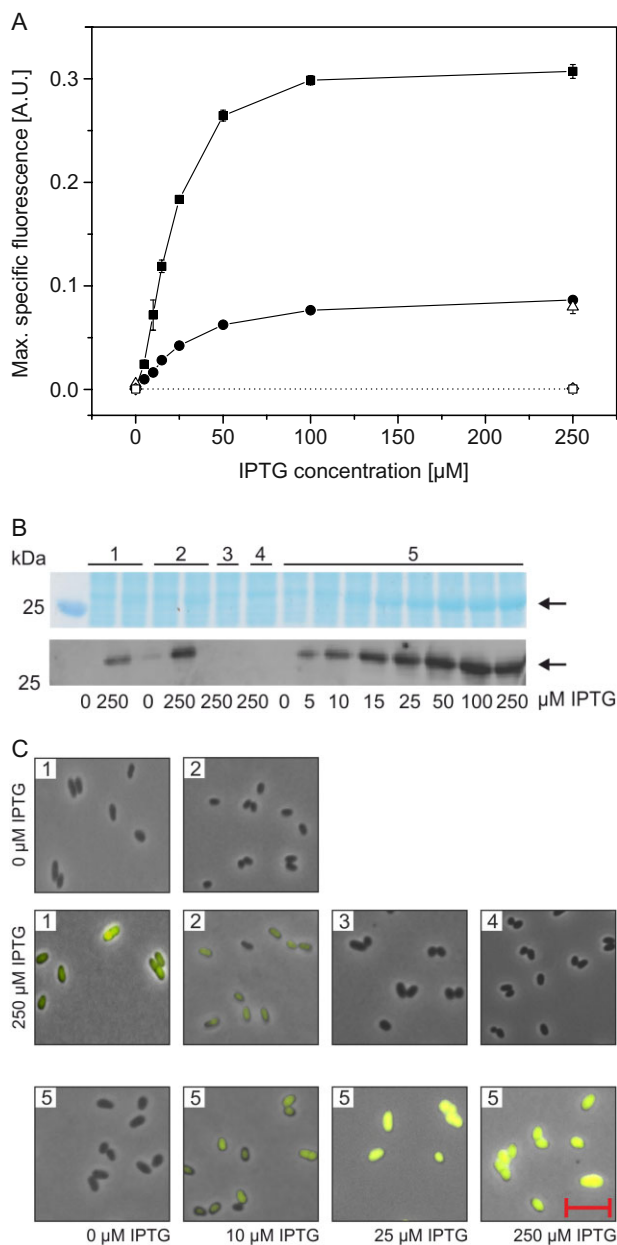 A
Max. specific fluorescence [A.U.]
0.3
0.2
0.1
0.0
0 50 100 150 200 250
IPTG concentration [µM]
B
kDa 1 2 3 4 5
25
25
0 250 0 250 250 250 0 5 10 15 25 50 100 250 µM IPTG
C
0 µM IPTG
1 2
250 µM IPTG
1 2 3 4
5 5 5 5
0 µM IPTG 10 µM IPTG 25 µM IPTG 250 µM IPTG